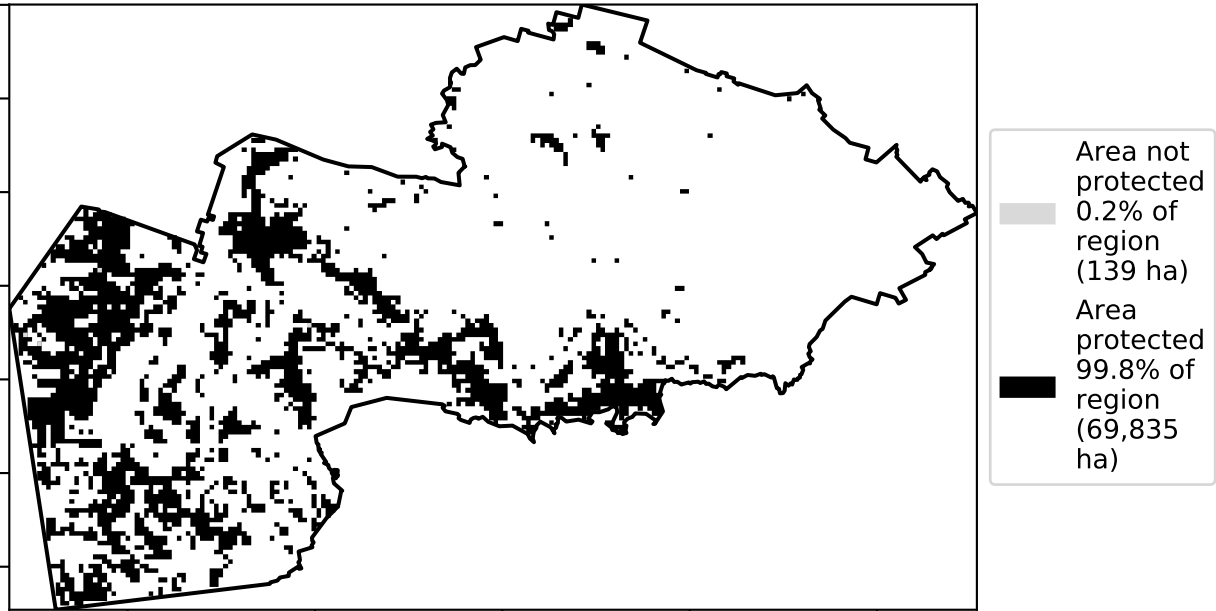 Area not
protected
0.2% of
region
(139 ha)
Area
protected
99.8% of
region
(69,835
ha)